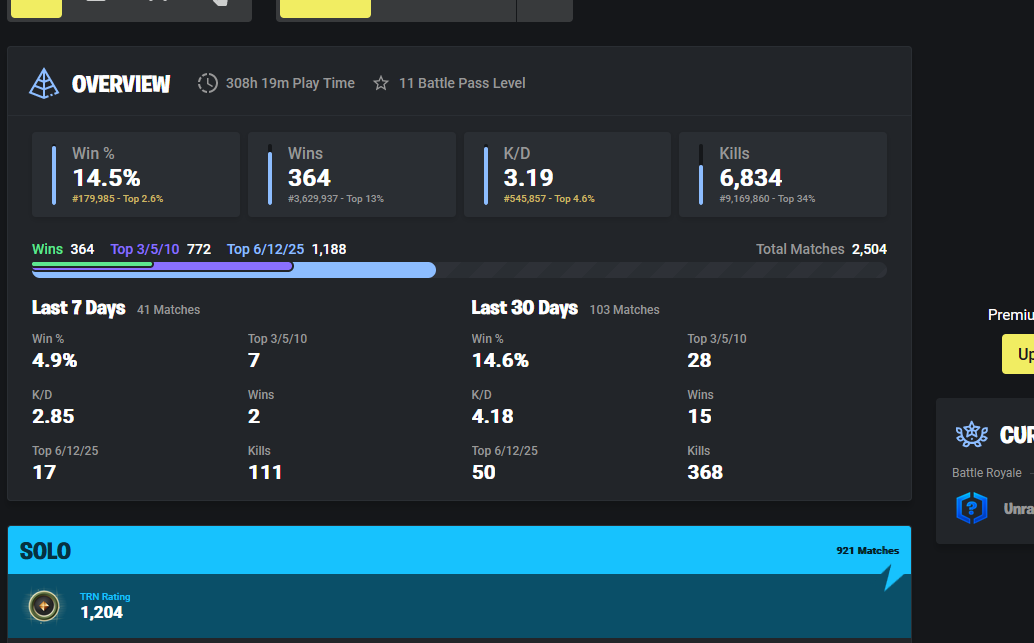 OVERVIEW 308h 19m Play Time 11 Battle Pass Level
Win % Wins K/D Kills
14.5% 364 3.19 6,834
#179,985 - Top 2.6% #3,629,937 - Top 13% #545,857 - Top 4.6% #9,169,860 - Top 34%
Wins 364 Top 3/5/10 772 Top 6/12/25 1,188 Total Matches 2,504
Last 7 Days 41 Matches Last 30 Days 103 Matches
Win % Top 3/5/10 Win % Top 3/5/10
4.9% 7 14.6% 28
K/D Wins K/D Wins
2.85 2 4.18 15
Top 6/12/25 Kills Top 6/12/25 Kills
17 111 50 368
SOLO 921 Matches
TRN Rating
1,204
Premiu
Up
CUR
Battle Royale -
?
Unra